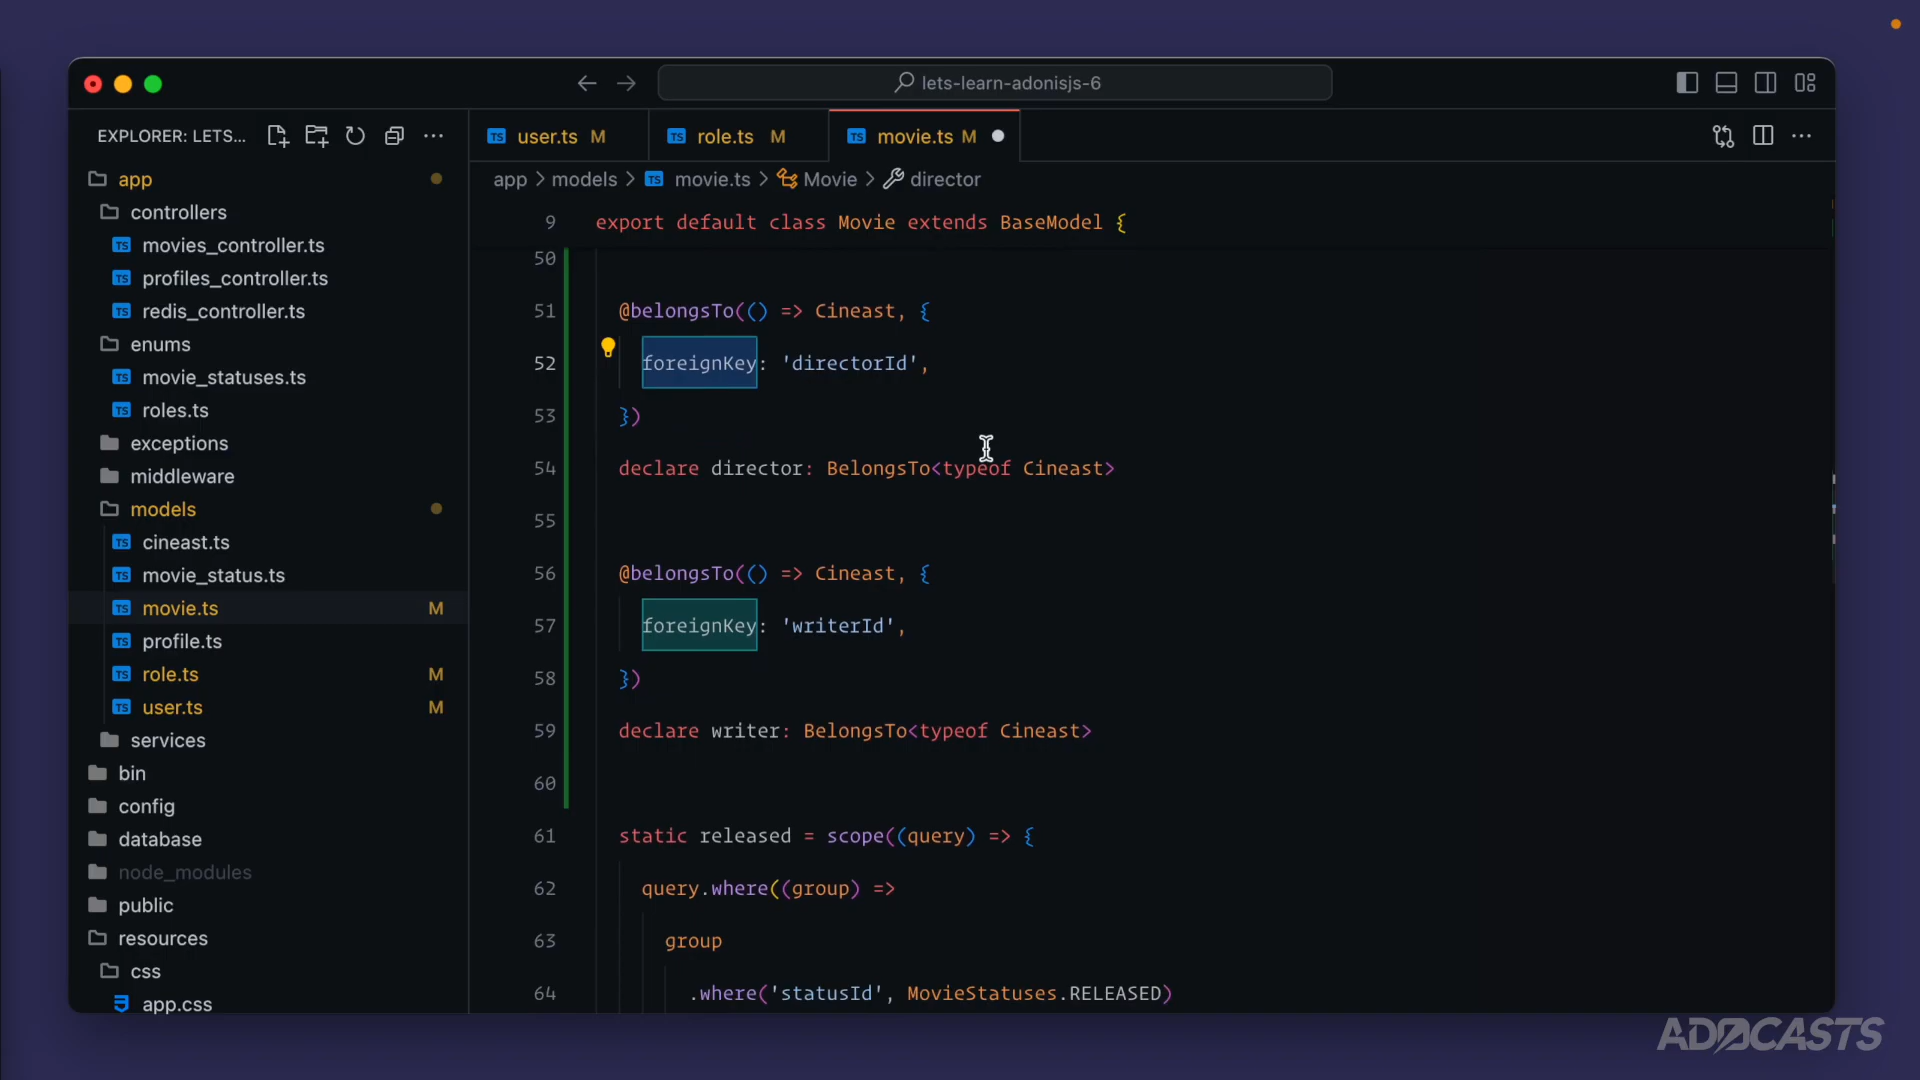 lets-learn-adonisjs-6
EXPLORER: LETS...
user.ts M
role.ts M
movie.ts M
app > models > movie.ts > Movie > director
app
controllers
movies_controller.ts
profiles_controller.ts
redis_controller.ts
enums
movie_statuses.ts
roles.ts
exceptions
middleware
models
cineast.ts
movie_status.ts
movie.ts M
profile.ts
role.ts M
user.ts M
services
bin
config
database
node_modules
public
resources
css
app.css
9 export default class Movie extends BaseModel {
50
51 @belongsTo(() => Cineast, {
52 foreignKey: 'directorId',
53 })
54 declare director: BelongsTo<typeof Cineast>
55
56 @belongsTo(() => Cineast, {
57 foreignKey: 'writerId',
58 })
59 declare writer: BelongsTo<typeof Cineast>
60
61 static released = scope((query) => {
62 query.where((group) =>
63 group
64 .where('statusId', MovieStatuses.RELEASED)
ADOCASTS